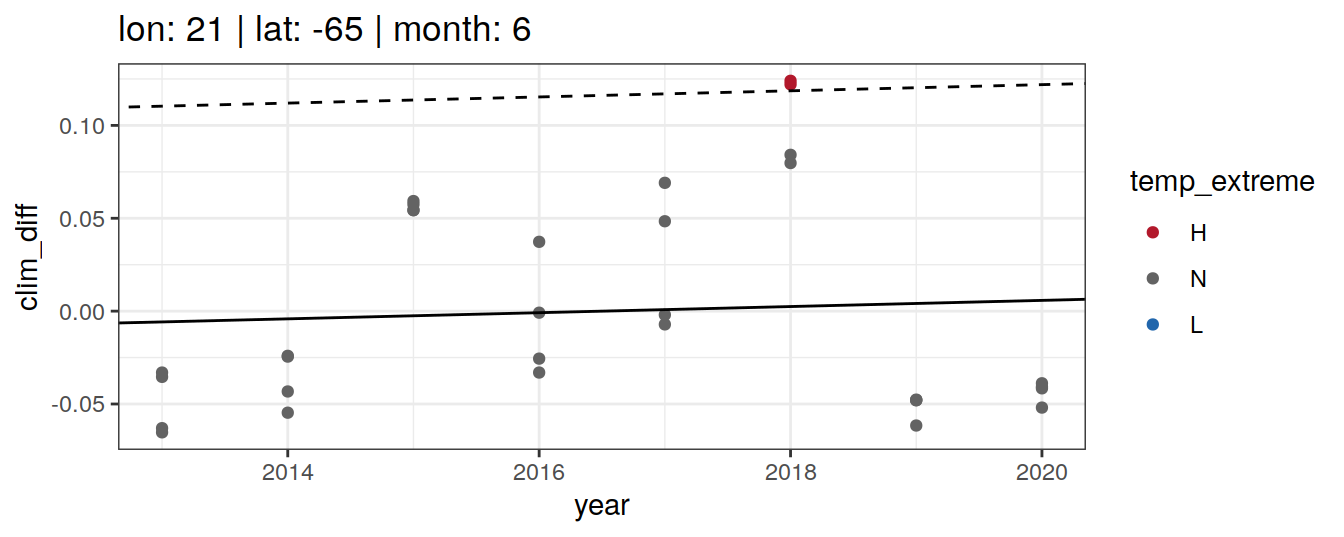 lon: 21 | lat: -65 | month: 6
clim_diff
0.10
0.05
0.00
-0.05
2014
2016
2018
2020
year
temp_extreme
H
N
L